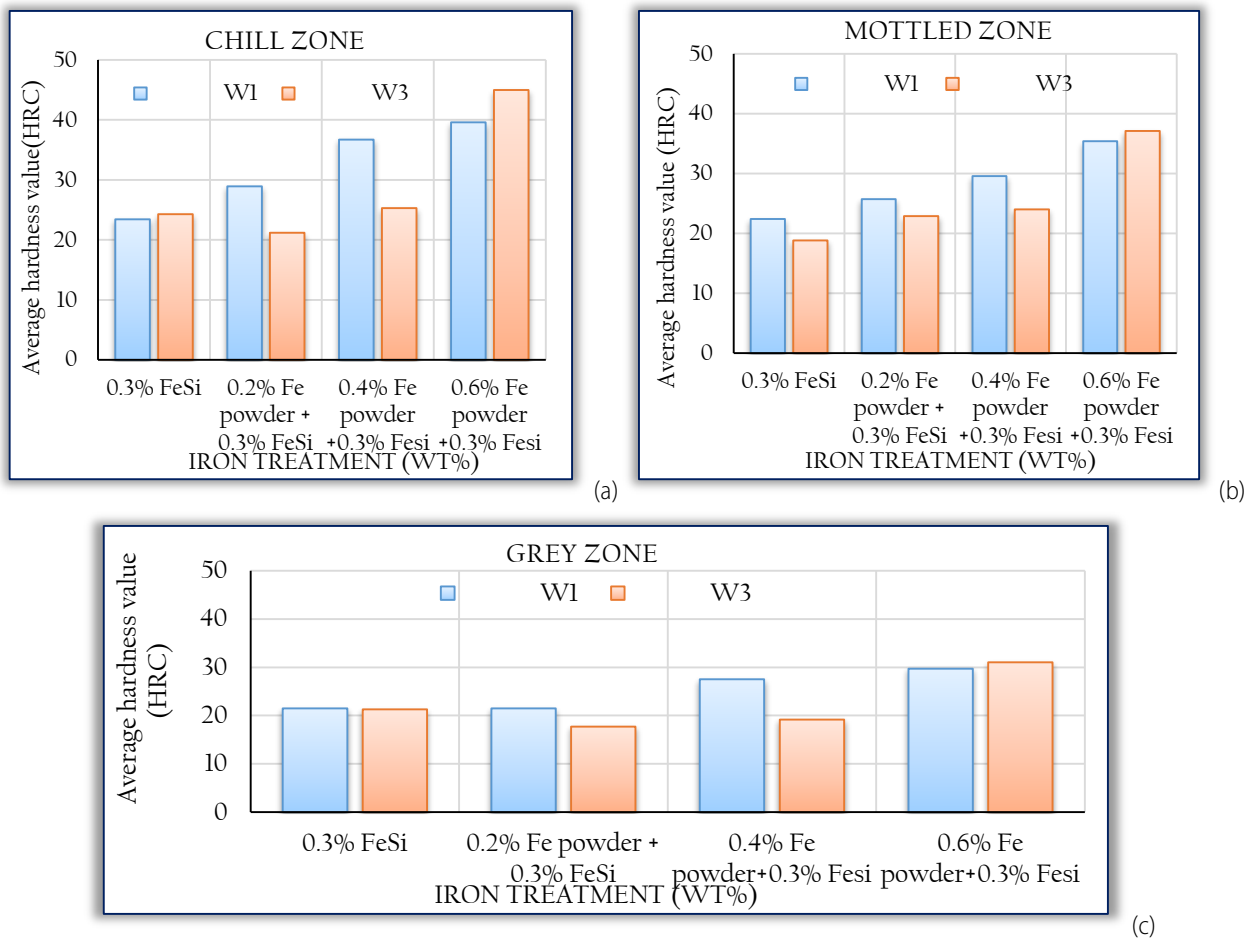 CHILL ZONE
Average hardness value(HRC)
50
40
30
20
10
0
W1 W3
0.3% FeSi
0.2% Fe powder + 0.3% FeSi
0.4% Fe powder +0.3% Fesi
0.6% Fe powder +0.3% Fesi
IRON TREATMENT (WT%)
(a)
MOTTLED ZONE
Average hardness value (HRC)
50
40
30
20
10
0
W1 W3
0.3% FeSi
0.2% Fe powder + 0.3% FeSi
0.4% Fe powder +0.3% Fesi
0.6% Fe powder +0.3% Fesi
IRON TREATMENT (WT%)
(b)
GREY ZONE
Average hardness value
(HRC)
50
40
30
20
10
0
W1 W3
0.3% FeSi
0.2% Fe powder + 0.3% FeSi
0.4% Fe powder+0.3% Fesi
0.6% Fe powder+0.3% Fesi
IRON TREATMENT (WT%)
(c)